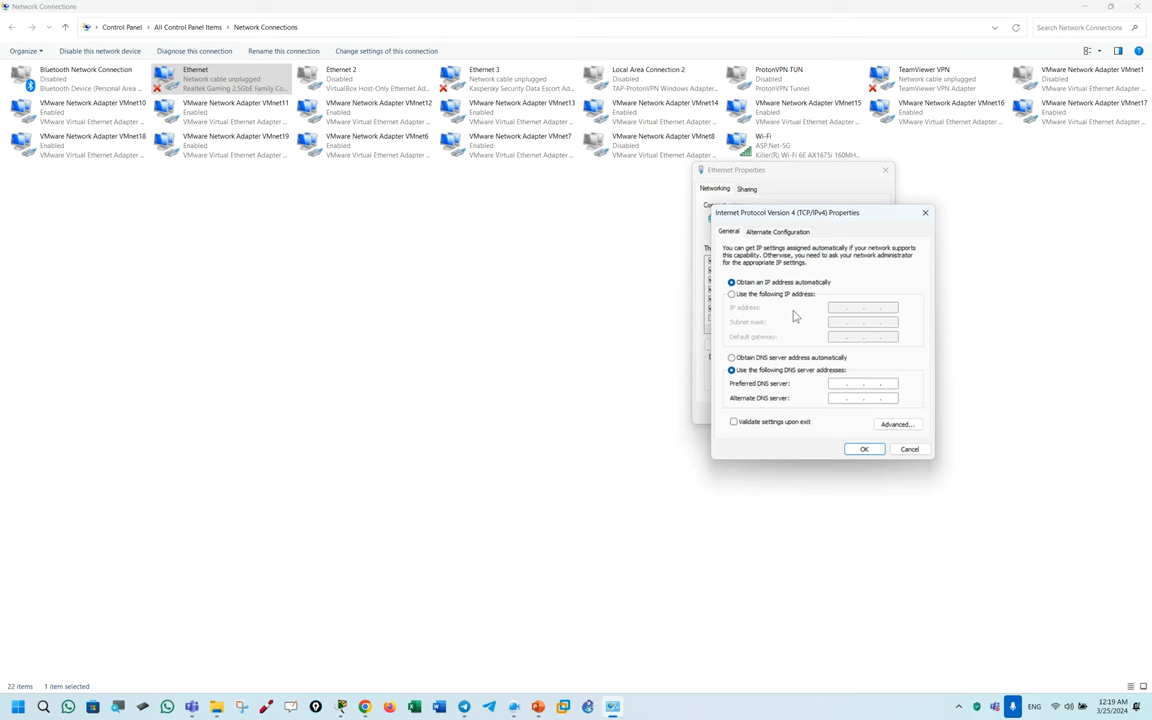 Network Connections
Control Panel > All Control Panel Items > Network Connections
Search Network Connections
Organize
Disable this network device
Diagnose this connection
Rename this connection
Change settings of this connection
Bluetooth Network Connection
Disabled
Bluetooth Device (Personal Area ...
Ethernet
Network cable unplugged
Realtek Gaming 2.5GbE Family Co...
Ethernet 2
Disabled
VirtualBox Host-Only Ethernet Ad...
Ethernet 3
Network cable unplugged
Kaspersky Security Data Escort Ad...
Local Area Connection 2
Disabled
TAP-ProtonVPN Windows Adapter...
ProtonVPN TUN
Disabled
ProtonVPN Tunnel
TeamViewer VPN
Network cable unplugged
TeamViewer VPN Adapter
VMware Network Adapter VMnet1
Enabled
VMware Virtual Ethernet Adapter ...
VMware Network Adapter VMnet10
Enabled
VMware Virtual Ethernet Adapter ...
VMware Network Adapter VMnet11
Enabled
VMware Virtual Ethernet Adapter ...
VMware Network Adapter VMnet12
Enabled
VMware Virtual Ethernet Adapter ...
VMware Network Adapter VMnet13
Enabled
VMware Virtual Ethernet Adapter ...
VMware Network Adapter VMnet14
Enabled
VMware Virtual Ethernet Adapter ...
VMware Network Adapter VMnet15
Enabled
VMware Virtual Ethernet Adapter ...
VMware Network Adapter VMnet16
Enabled
VMware Virtual Ethernet Adapter ...
VMware Network Adapter VMnet17
Enabled
VMware Virtual Ethernet Adapter ...
VMware Network Adapter VMnet18
Enabled
VMware Virtual Ethernet Adapter ...
VMware Network Adapter VMnet19
Enabled
VMware Virtual Ethernet Adapter ...
VMware Network Adapter VMnet6
Enabled
VMware Virtual Ethernet Adapter ...
VMware Network Adapter VMnet7
Enabled
VMware Virtual Ethernet Adapter ...
VMware Network Adapter VMnet8
Disabled
VMware Virtual Ethernet Adapter ...
Wi-Fi
ASP.Net-5G
Killer(R) Wi-Fi 6E AX1675i 160MH...
Ethernet Properties
Networking
Sharing
Internet Protocol Version 4 (TCP/IPv4) Properties
General
Alternate Configuration
You can get IP settings assigned automatically if your network supports
this capability. Otherwise, you need to ask your network administrator
for the appropriate IP settings.
Obtain an IP address automatically
Use the following IP address:
IP address:
Subnet mask:
Default gateway:
Obtain DNS server address automatically
Use the following DNS server addresses:
Preferred DNS server:
Alternate DNS server:
Validate settings upon exit
Advanced...
OK
Cancel
22 items
1 item selected
ENG
12:19 AM
3/25/2024